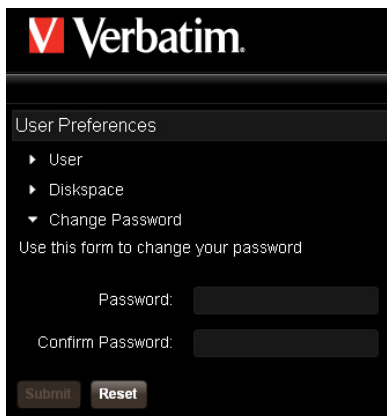 Verbatim.
User Preferences
User
Diskspace
Change Password
Use this form to change your password
Password:
Confirm Password:
Submit Reset